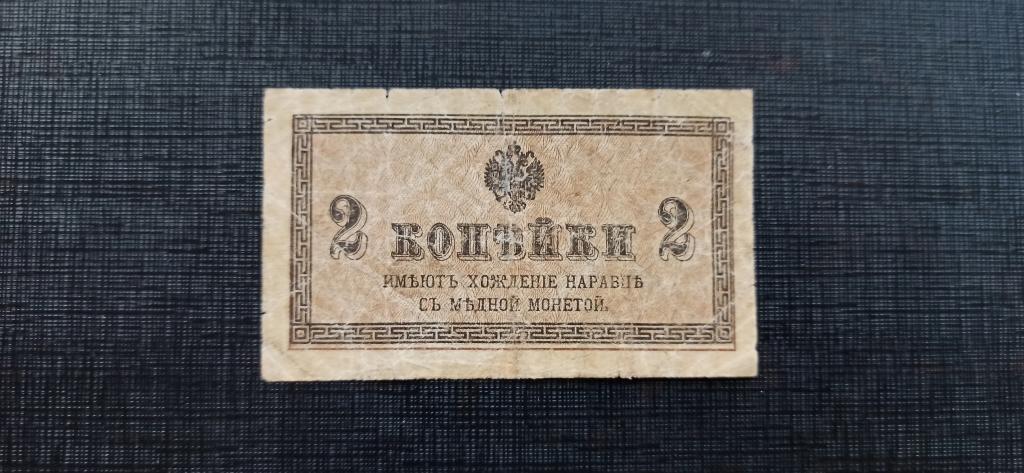 2 КОПѢЙКИ 2
ИМѢЮТЪ ХОЖДЕНІЕ НАРАВНѢ
СЪ МѢДНОЙ МОНЕТОЙ.